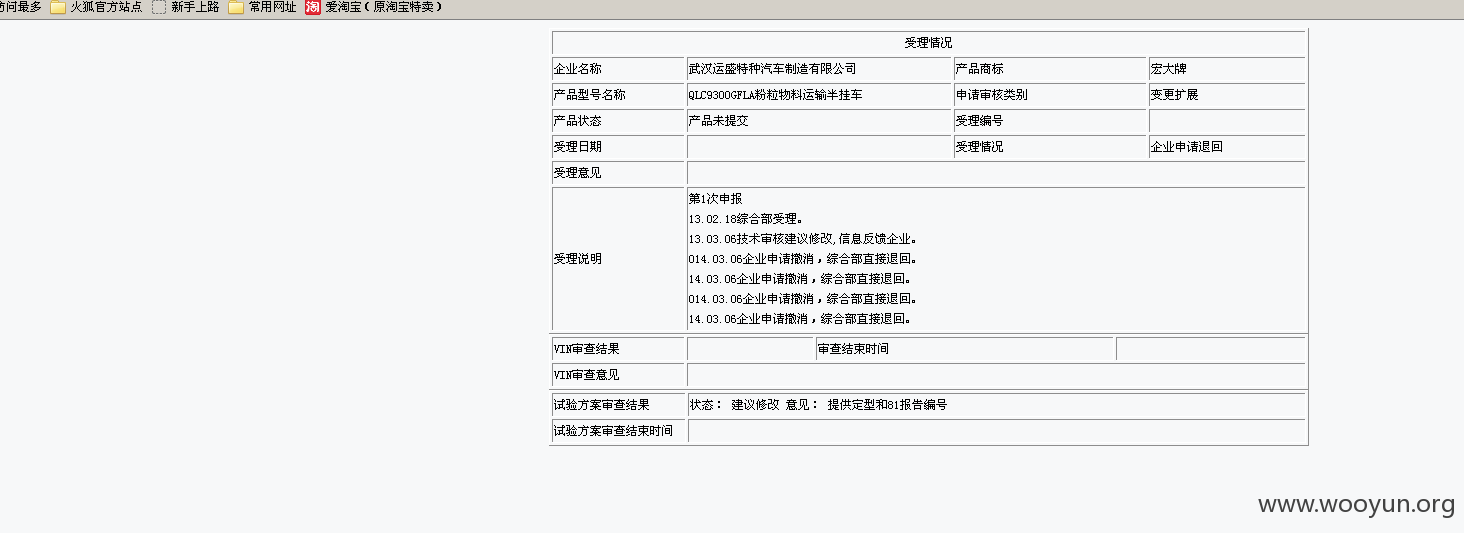 访问最多 火狐官方站点 新手上路 常用网址 爱淘宝（原淘宝特卖）
受理情况
企业名称 武汉运盛特种汽车制造有限公司 产品商标 宏大牌
产品型号名称 QLC9300GFLA粉粒物料运输半挂车 申请审核类别 变更扩展
产品状态 产品未提交 受理编号
受理日期 受理情况 企业申请退回
受理意见
受理说明
第1次申报
13.02.18综合部受理。
13.03.06技术审核建议修改,信息反馈企业。
014.03.06企业申请撤消，综合部直接退回。
14.03.06企业申请撤消，综合部直接退回。
014.03.06企业申请撤消，综合部直接退回。
14.03.06企业申请撤消，综合部直接退回。
VIN审查结果 审查结束时间
VIN审查意见
试验方案审查结果 状态： 建议修改 意见： 提供定型和81报告编号
试验方案审查结束时间
www.wooyun.org